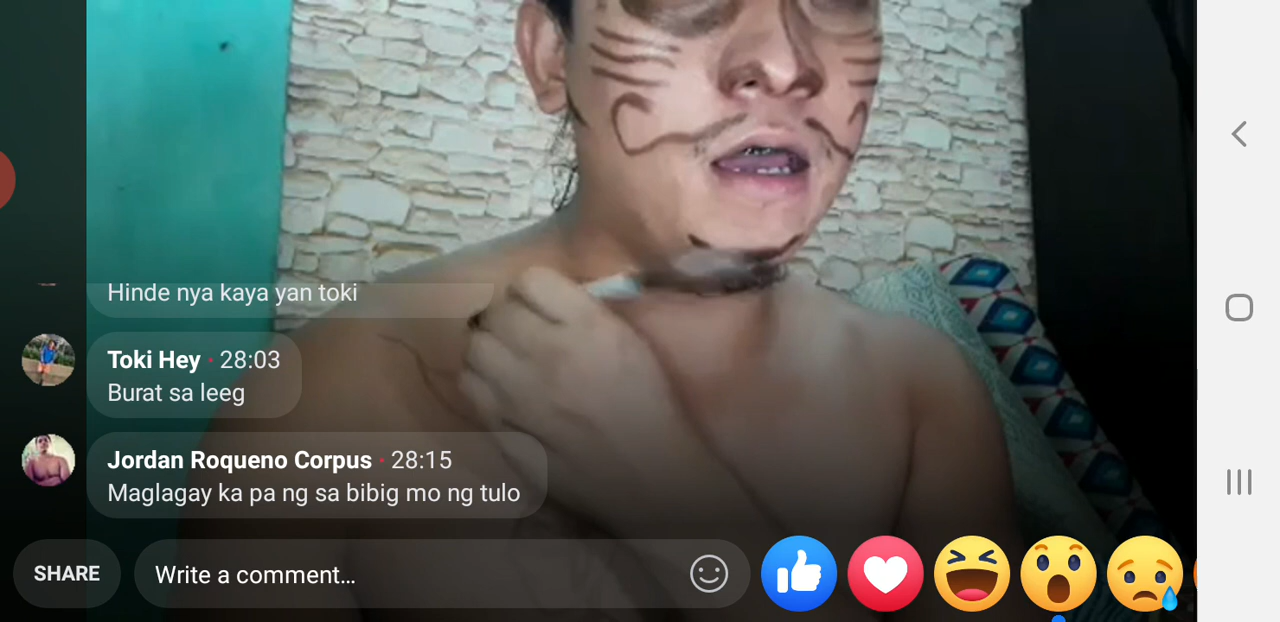 Hinde nya kaya yan toki
Toki Hey · 28:03
Burat sa leeg
Jordan Roqueno Corpus · 28:15
Maglagay ka pa ng sa bibig mo ng tulo
SHARE
Write a comment...